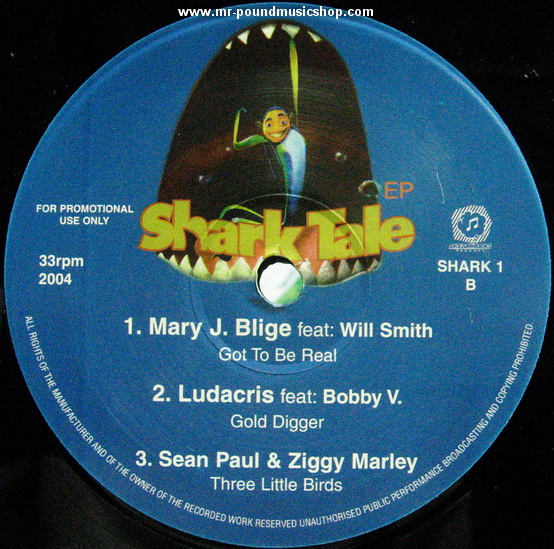 www.mr-poundmusicshop.com
EP
Shark Tale
FOR PROMOTIONAL
USE ONLY
33rpm
2004
SHARK 1
B
1. Mary J. Blige feat: Will Smith
Got To Be Real
2. Ludacris feat: Bobby V.
Gold Digger
3. Sean Paul & Ziggy Marley
Three Little Birds
ALL RIGHTS OF THE MANUFACTURER AND OF THE OWNER OF THE RECORDED WORK RESERVED UNAUTHORISED PUBLIC PERFORMANCE BROADCASTING AND COPYING PROHIBITED